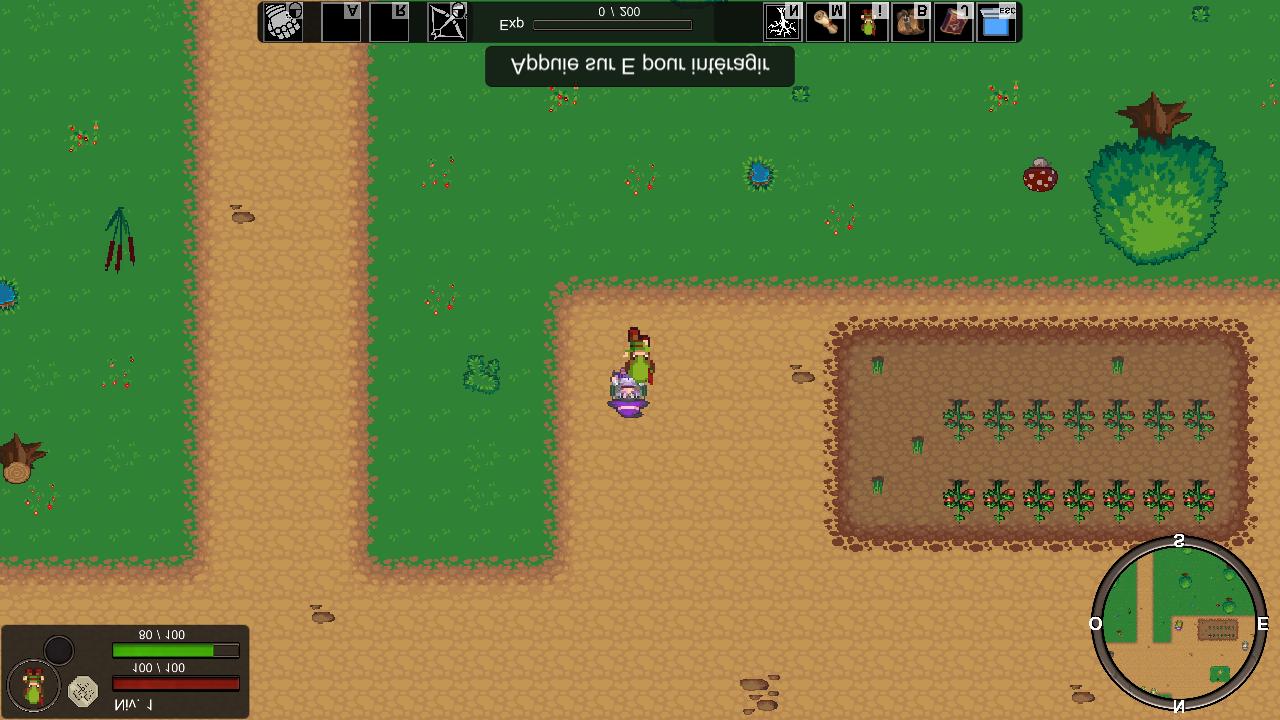 Niv. 1
100 / 100
80 / 100
N
O E
S
Appuie sur E pour intéragir
Exp
0 / 200
A R N M i B J ESC